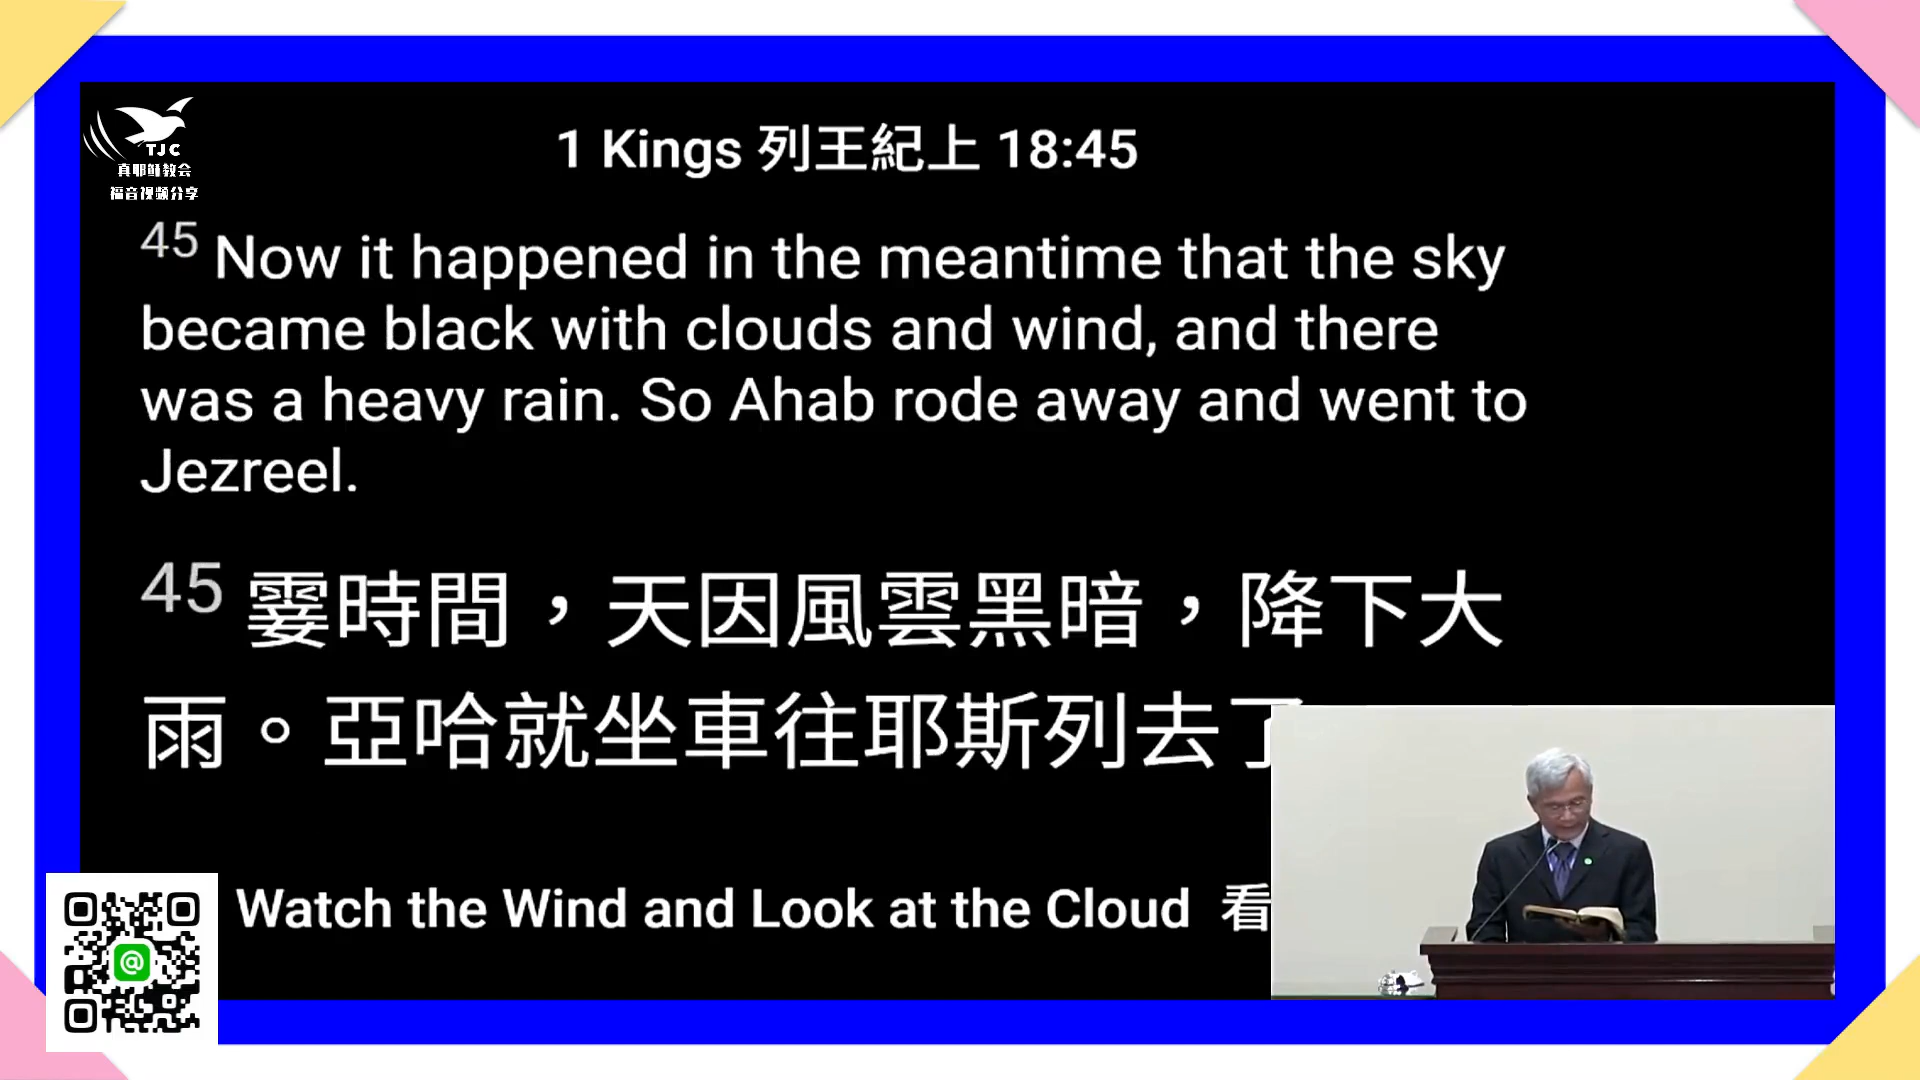 TJC
真耶穌教会
福音视频分享
1 Kings 列王紀上 18:45
45 Now it happened in the meantime that the sky
became black with clouds and wind, and there
was a heavy rain. So Ahab rode away and went to
Jezreel.
45 霎時間，天因風雲黑暗，降下大
雨。亞哈就坐車往耶斯列去了
Watch the Wind and Look at the Cloud 看
@